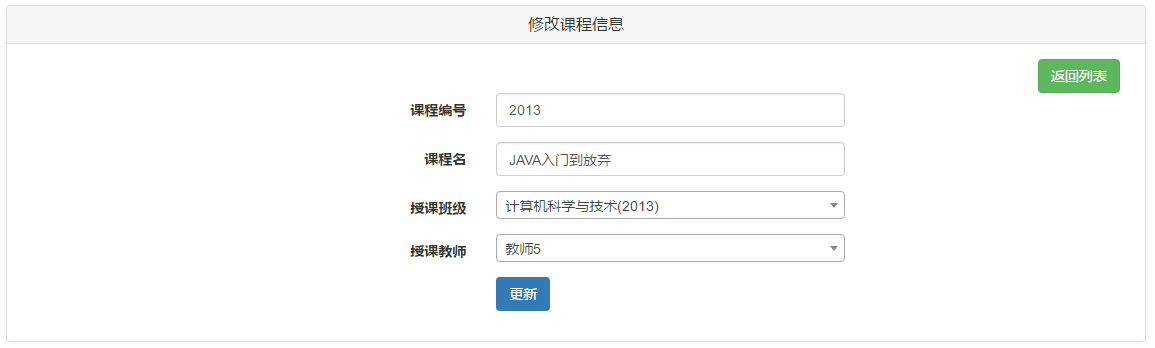 修改课程信息
返回列表
课程编号 2013
课程名 JAVA入门到放弃
授课班级 计算机科学与技术(2013)
授课教师 教师5
更新